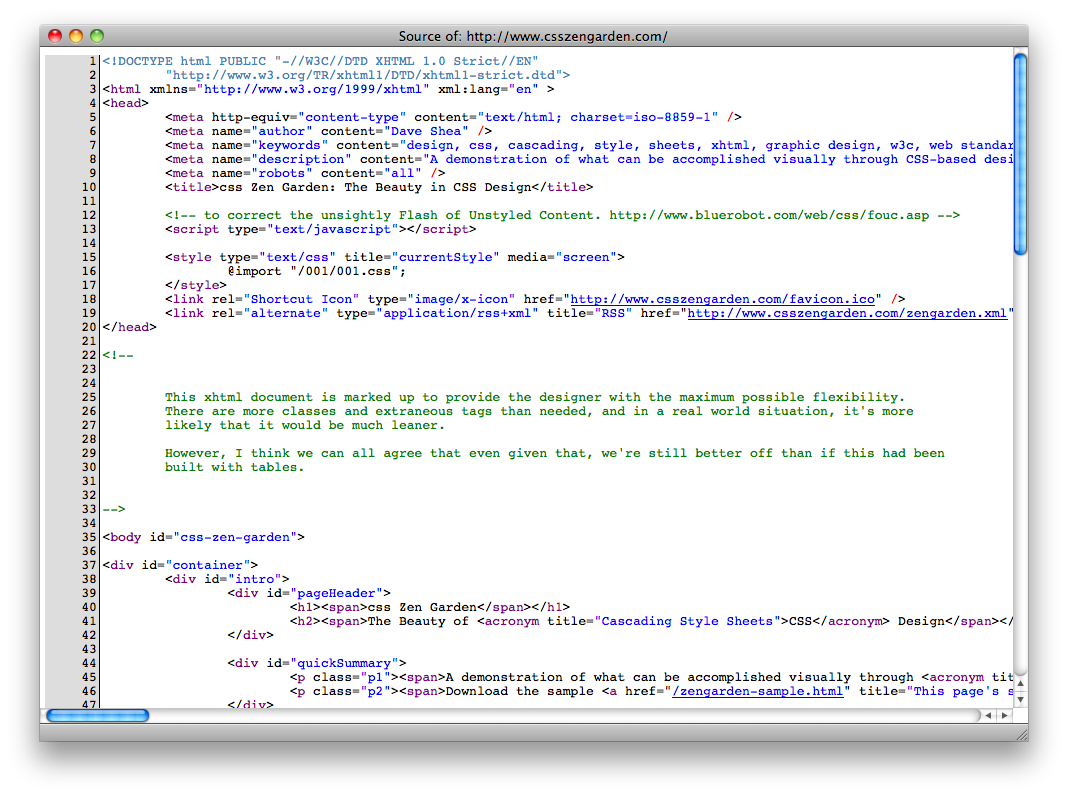 Source of: http://www.csszengarden.com/
1 <!DOCTYPE html PUBLIC "-//W3C//DTD XHTML 1.0 Strict//EN"
2 "http://www.w3.org/TR/xhtml1/DTD/xhtml1-strict.dtd">
3 <html xmlns="http://www.w3.org/1999/xhtml" xml:lang="en" >
4 <head>
5 <meta http-equiv="content-type" content="text/html; charset=iso-8859-1" />
6 <meta name="author" content="Dave Shea" />
7 <meta name="keywords" content="design, css, cascading, style, sheets, xhtml, graphic design, w3c, web standar
8 <meta name="description" content="A demonstration of what can be accomplished visually through CSS-based desi
9 <meta name="robots" content="all" />
10 <title>css Zen Garden: The Beauty in CSS Design</title>
11
12 <!-- to correct the unsightly Flash of Unstyled Content. http://www.bluerobot.com/web/css/fouc.asp -->
13 <script type="text/javascript"></script>
14
15 <style type="text/css" title="currentStyle" media="screen">
16 @import "/001/001.css";
17 </style>
18 <link rel="Shortcut Icon" type="image/x-icon" href="http://www.csszengarden.com/favicon.ico" />
19 <link rel="alternate" type="application/rss+xml" title="RSS" href="http://www.csszengarden.com/zengarden.xml"
20 </head>
21
22 <!--
23
24
25 This xhtml document is marked up to provide the designer with the maximum possible flexibility.
26 There are more classes and extraneous tags than needed, and in a real world situation, it's more
27 likely that it would be much leaner.
28
29 However, I think we can all agree that even given that, we're still better off than if this had been
30 built with tables.
31
32
33 -->
34
35 <body id="css-zen-garden">
36
37 <div id="container">
38 <div id="intro">
39 <div id="pageHeader">
40 <h1><span>css Zen Garden</span></h1>
41 <h2><span>The Beauty of <acronym title="Cascading Style Sheets">CSS</acronym> Design</span></
42 </div>
43
44 <div id="quickSummary">
45 <p class="p1"><span>A demonstration of what can be accomplished visually through <acronym tit
46 <p class="p2"><span>Download the sample <a href="/zengarden-sample.html" title="This page's s
47 </div>